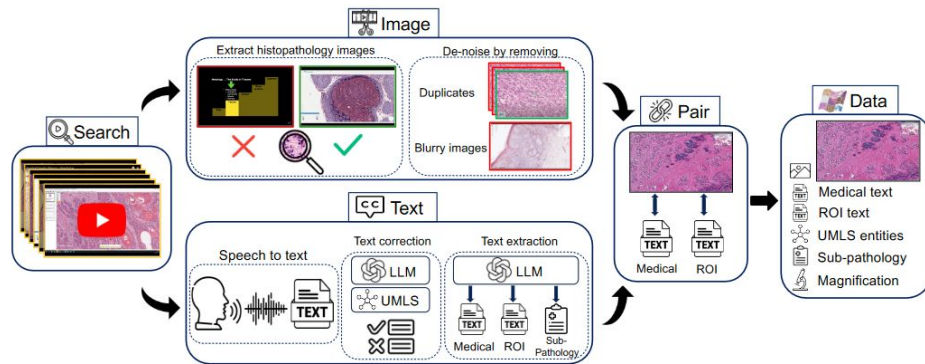 Image
Extract histopathology images
De-noise by removing
Duplicates
Blurry images
Search
Text
Speech to text
TEXT
Text correction
LLM
UMLS
Text extraction
LLM
TEXT
Medical
TEXT
ROI
Sub-
Pathology
Pair
TEXT
Medical
TEXT
ROI
Data
TEXT
Medical text
TEXT
ROI text
UMLS entities
Sub-pathology
Magnification